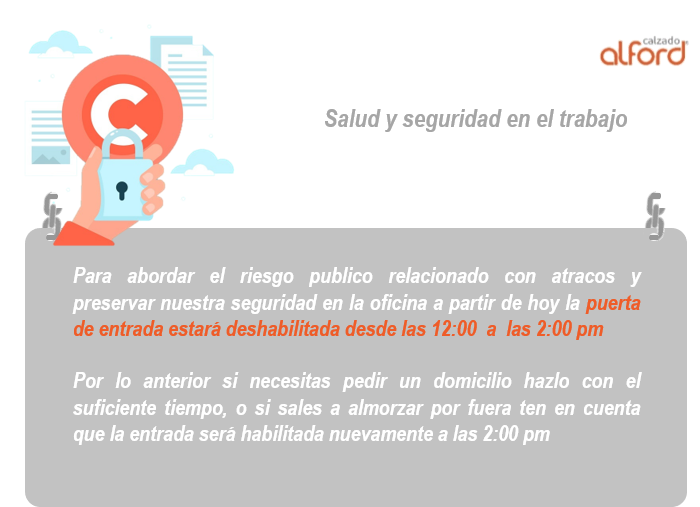 calzado
alford
Salud y seguridad en el trabajo
Para abordar el riesgo publico relacionado con atracos y
preservar nuestra seguridad en la oficina a partir de hoy la puerta
de entrada estará deshabilitada desde las 12:00 a las 2:00 pm
Por lo anterior si necesitas pedir un domicilio hazlo con el
suficiente tiempo, o si sales a almorzar por fuera ten en cuenta
que la entrada será habilitada nuevamente a las 2:00 pm